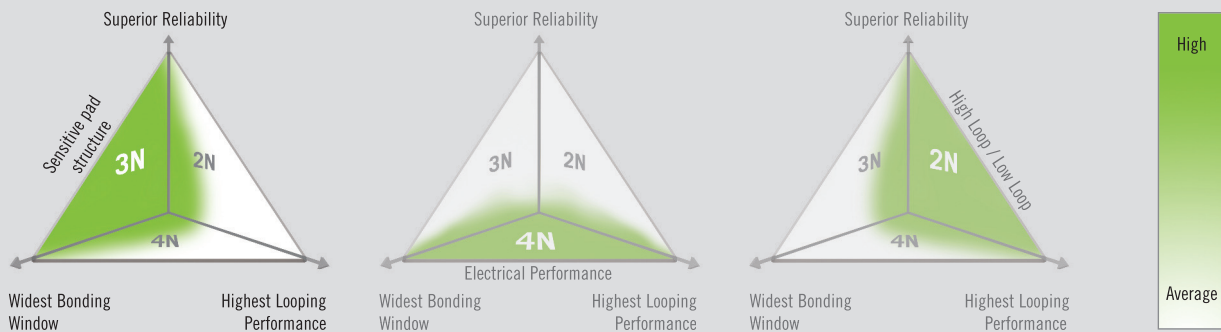 Superior Reliability
Sensitive pad
structure
3N
2N
4N
Widest Bonding
Window
Highest Looping
Performance
Superior Reliability
3N
2N
4N
Electrical Performance
Widest Bonding
Window
Highest Looping
Performance
Superior Reliability
High Loop / Low Loop
3N
2N
4N
Widest Bonding
Window
Highest Looping
Performance
High
Average